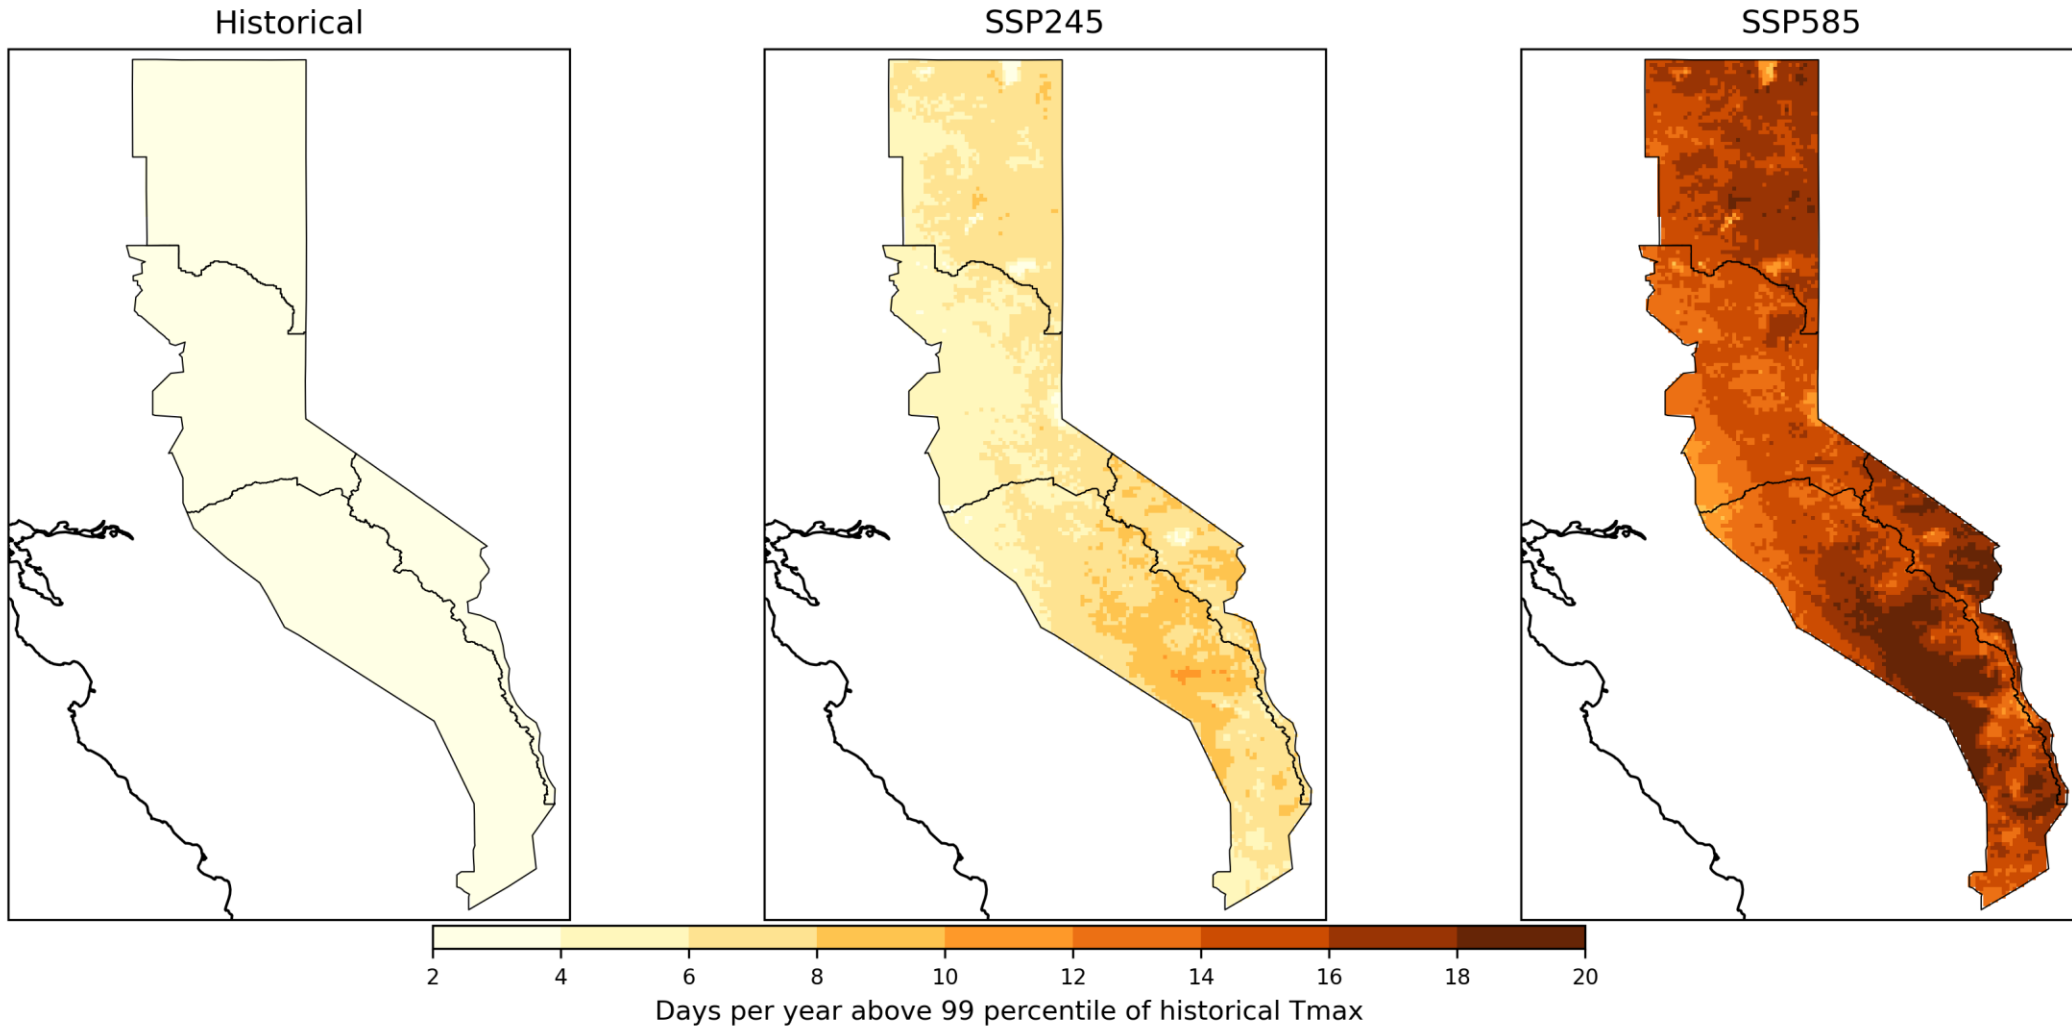 Historical
SSP245
SSP585
2 4 6 8 10 12 14 16 18 20
Days per year above 99 percentile of historical Tmax